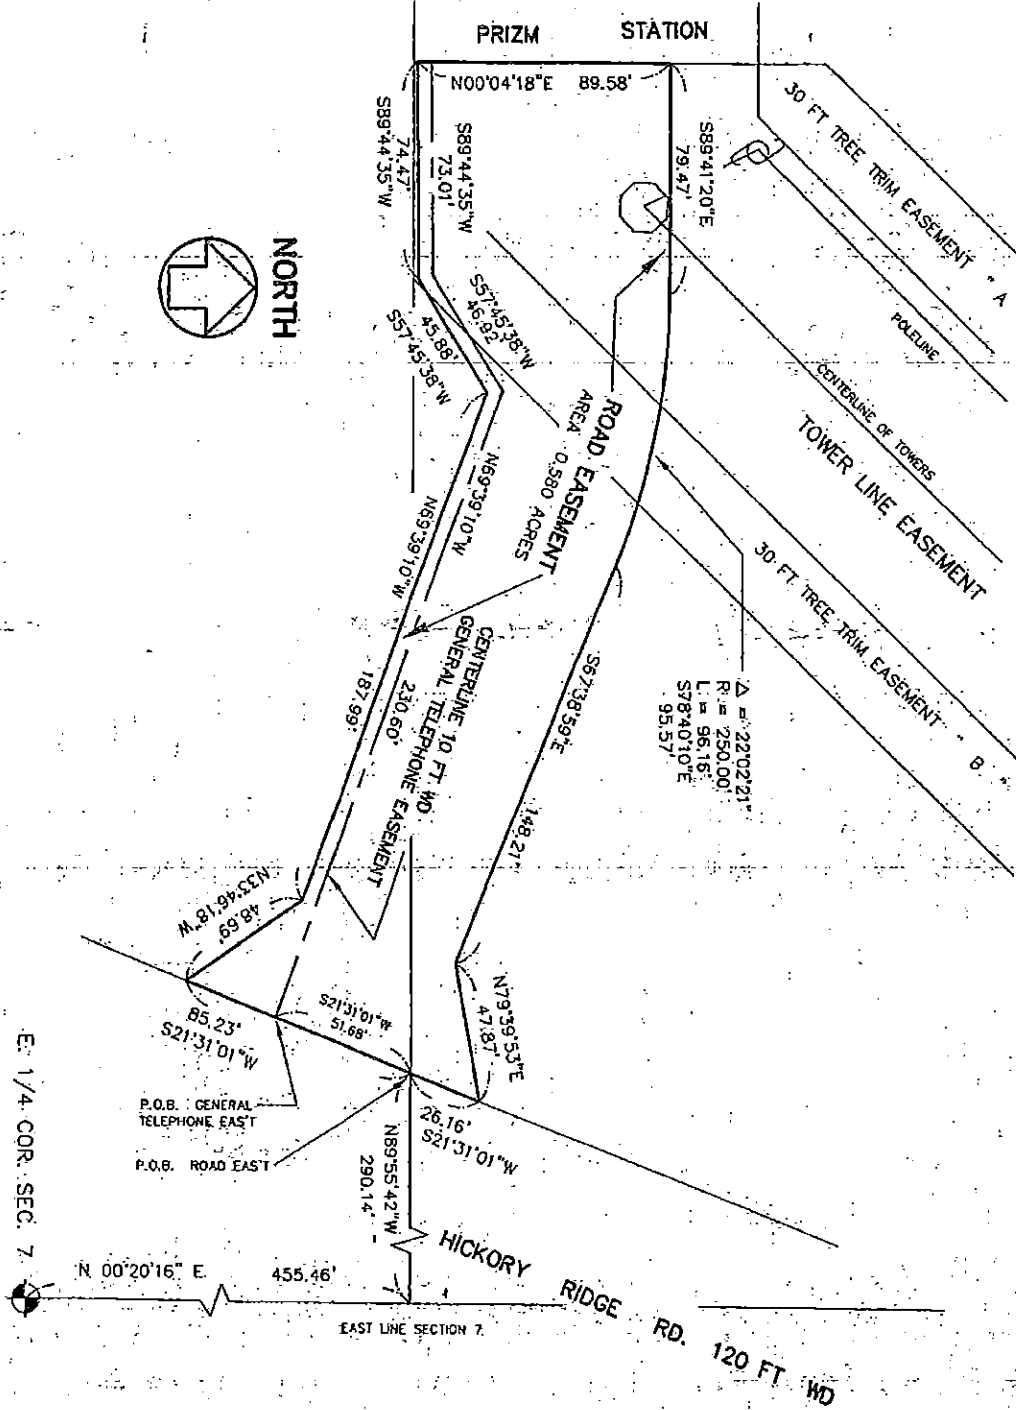 PRIZM STATION
N00°04'18"E 89.58'
S89°44'35"W
74.47'
S89°44'35"W
73.01'
S89°41'20"E
79.47'
30 FT TREE TRIM EASEMENT "A
POLELINE
CENTERLINE OF TOWERS
TOWER LINE EASEMENT
30 FT TREE TRIM EASEMENT "B"
NORTH
S57°45'38"W
46.92'
45.88'
S57°45'38"W
ROAD EASEMENT
AREA 0.580 ACRES
N69°39'10"W
N69°39'10"W
187.99'
CENTERLINE 10 FT. WD
GENERAL TELEPHONE EASEMENT
230.60'
S67°38'59"E
148.21'
Δ = 22°02'21"
R = 250.00'
L = 96.16'
S78°40'10"E
95.57'
N33°46'18"W
48.69'
85.23'
S21°31'01"W
S21°31'01"W
51.68'
N79°39'53"E
47.87'
26.16'
S21°31'01"W
P.O.B. GENERAL
TELEPHONE EAS'T
P.O.B. ROAD EAS'T
N89°55'42"W
290.14'
HICKORY RIDGE RD. 120 FT WD
E. 1/4 COR. SEC. 7
N 00°20'16" E 455.46'
EAST LINE SECTION 7